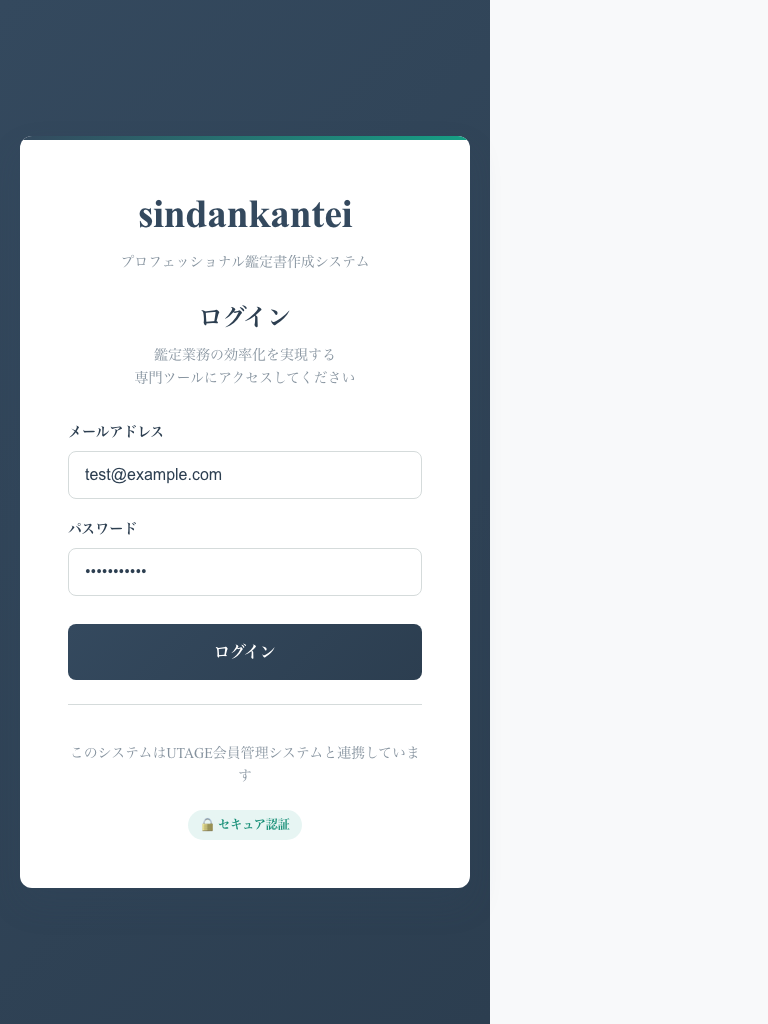 sindankantei
プロフェッショナル鑑定書作成システム
ログイン
鑑定業務の効率化を実現する
専門ツールにアクセスしてください
メールアドレス
test@example.com
パスワード
•••••••••••
ログイン
このシステムはUTAGE会員管理システムと連携していま
す
🔒 セキュア認証